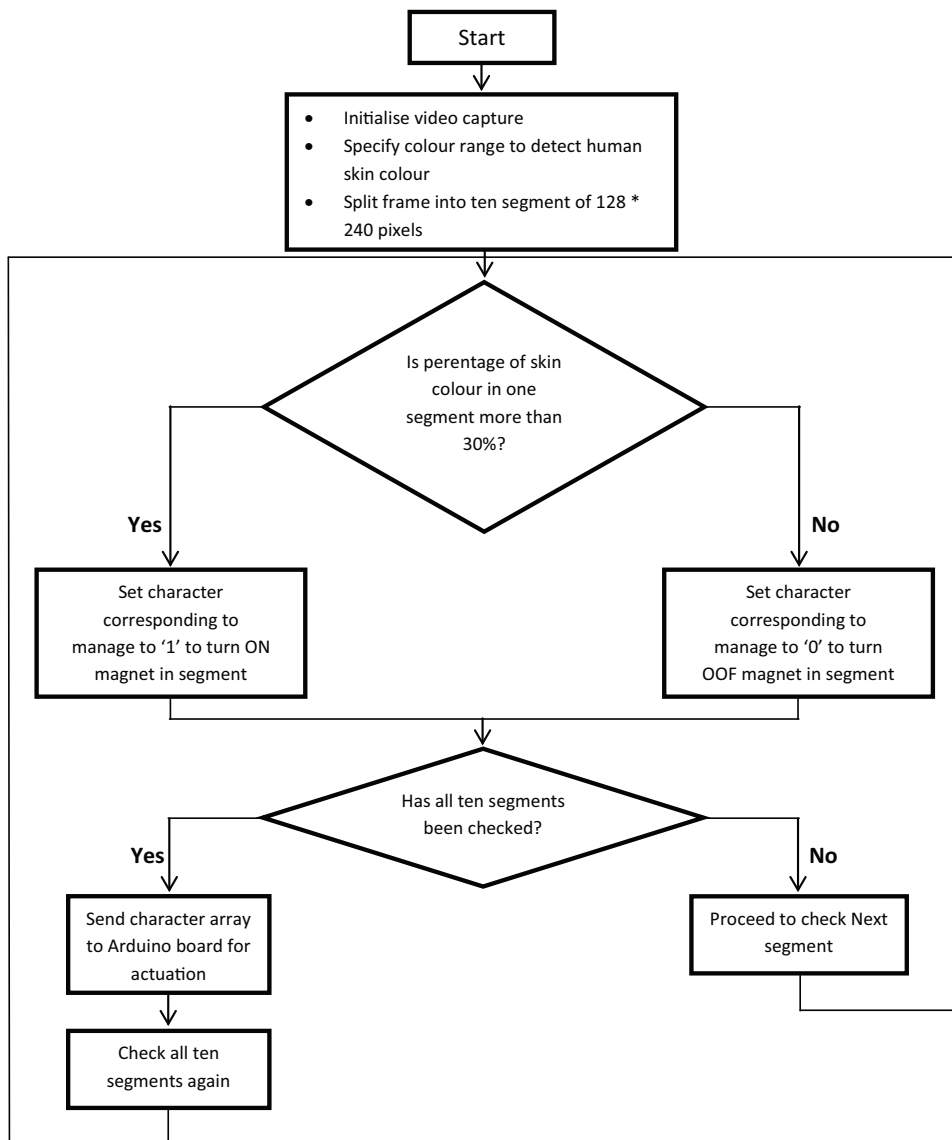 Start
• Initialise video capture
• Specify colour range to detect human
skin colour
• Split frame into ten segment of 128 *
240 pixels
Is perentage of skin
colour in one
segment more than
30%?
Yes
No
Set character
corresponding to
manage to ‘1’ to turn ON
magnet in segment
Set character
corresponding to
manage to ‘0’ to turn
OOF magnet in segment
Has all ten segments
been checked?
Yes
No
Send character array
to Arduino board for
actuation
Proceed to check Next
segment
Check all ten
segments again